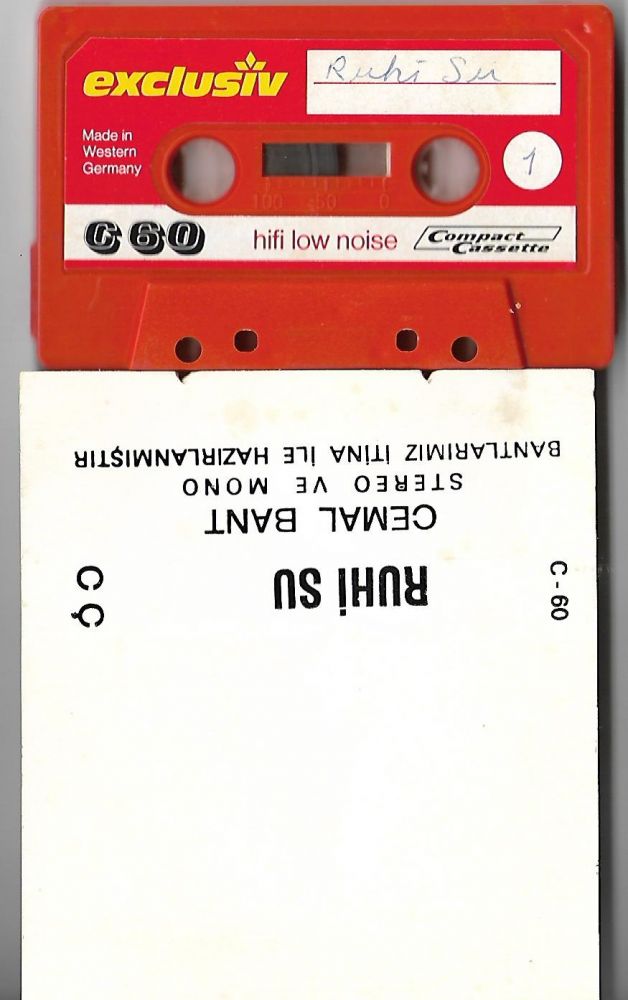 exclusiv
Ruhi Su
Made in
Western
Germany
1
100 50 0
C 60
hifi low noise
Compact
Cassette
BANTLARIMIZ İTİNA İLE HAZIRLANMIŞTIR
STEREO VE MONO
CEMAL BANT
RUHİ SU
C Ç
C - 60